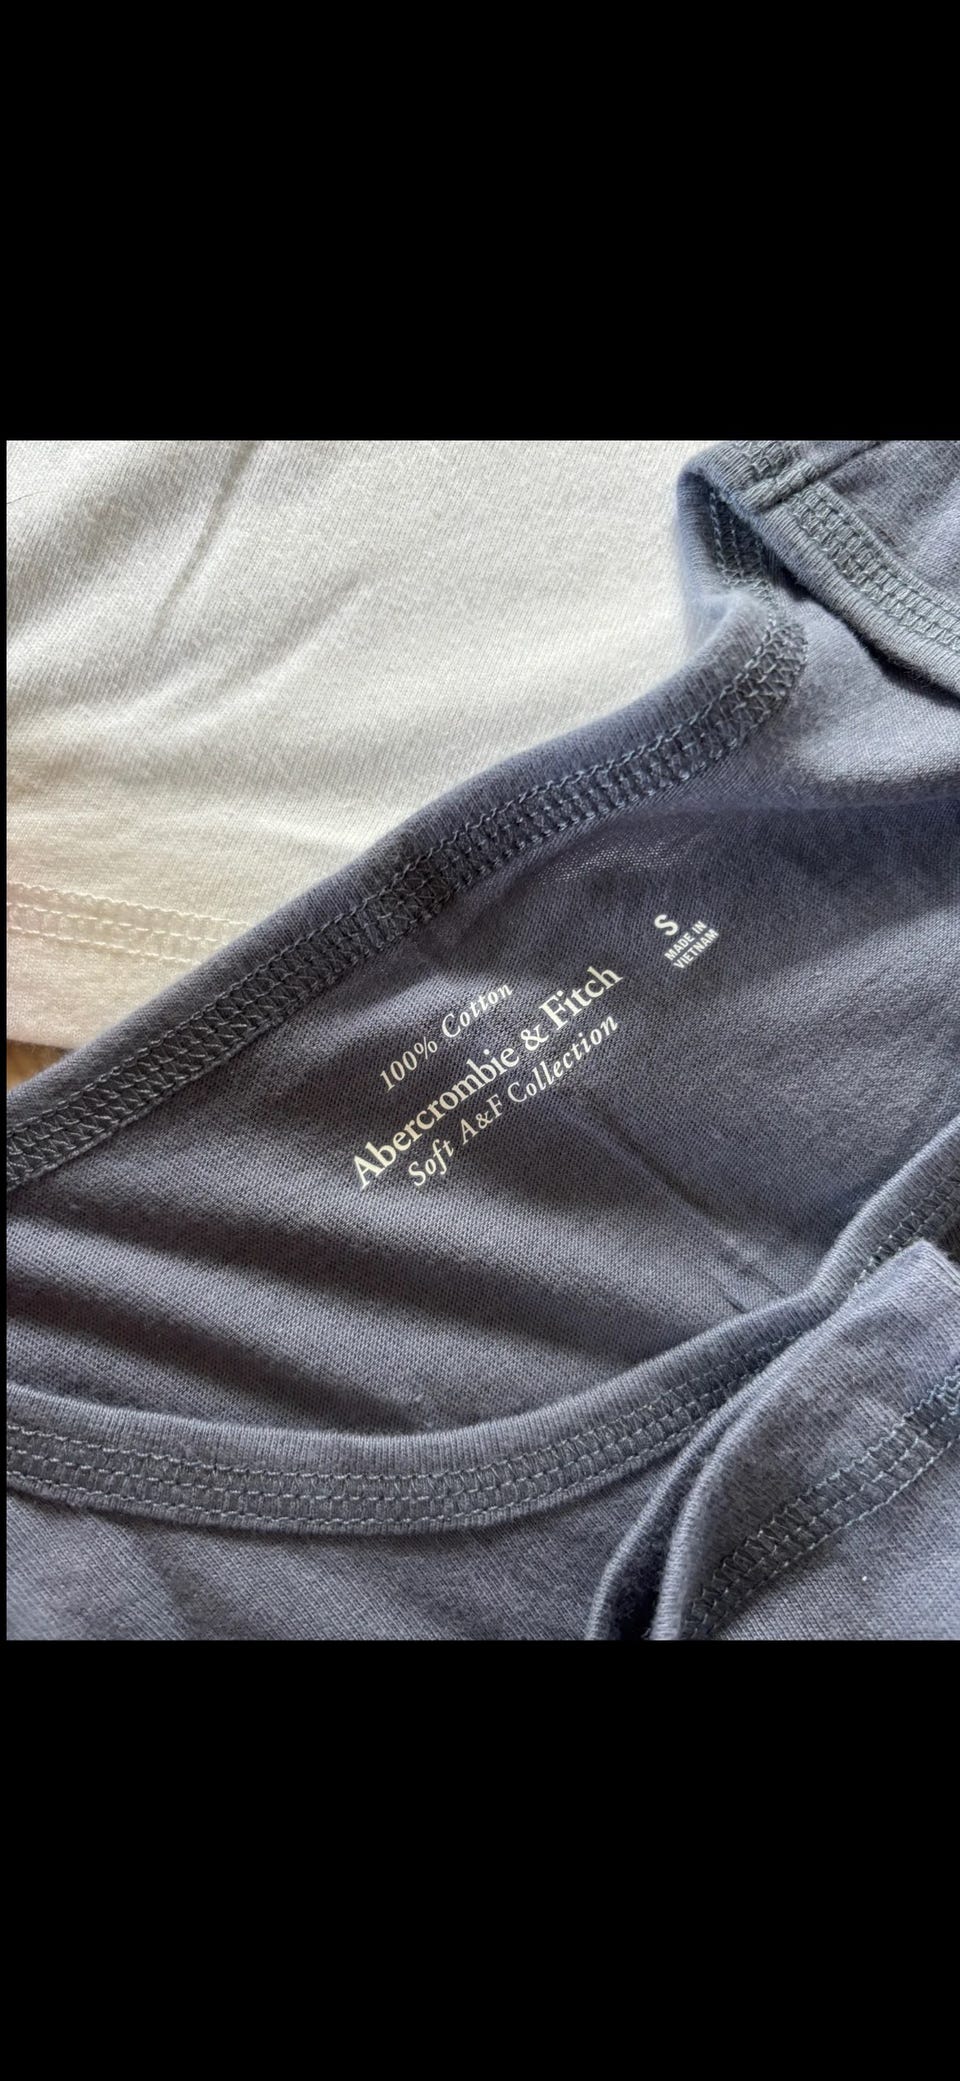 100% Cotton
Abercrombie & Fitch
Soft A&F Collection
S
MADE IN
VIETNAM